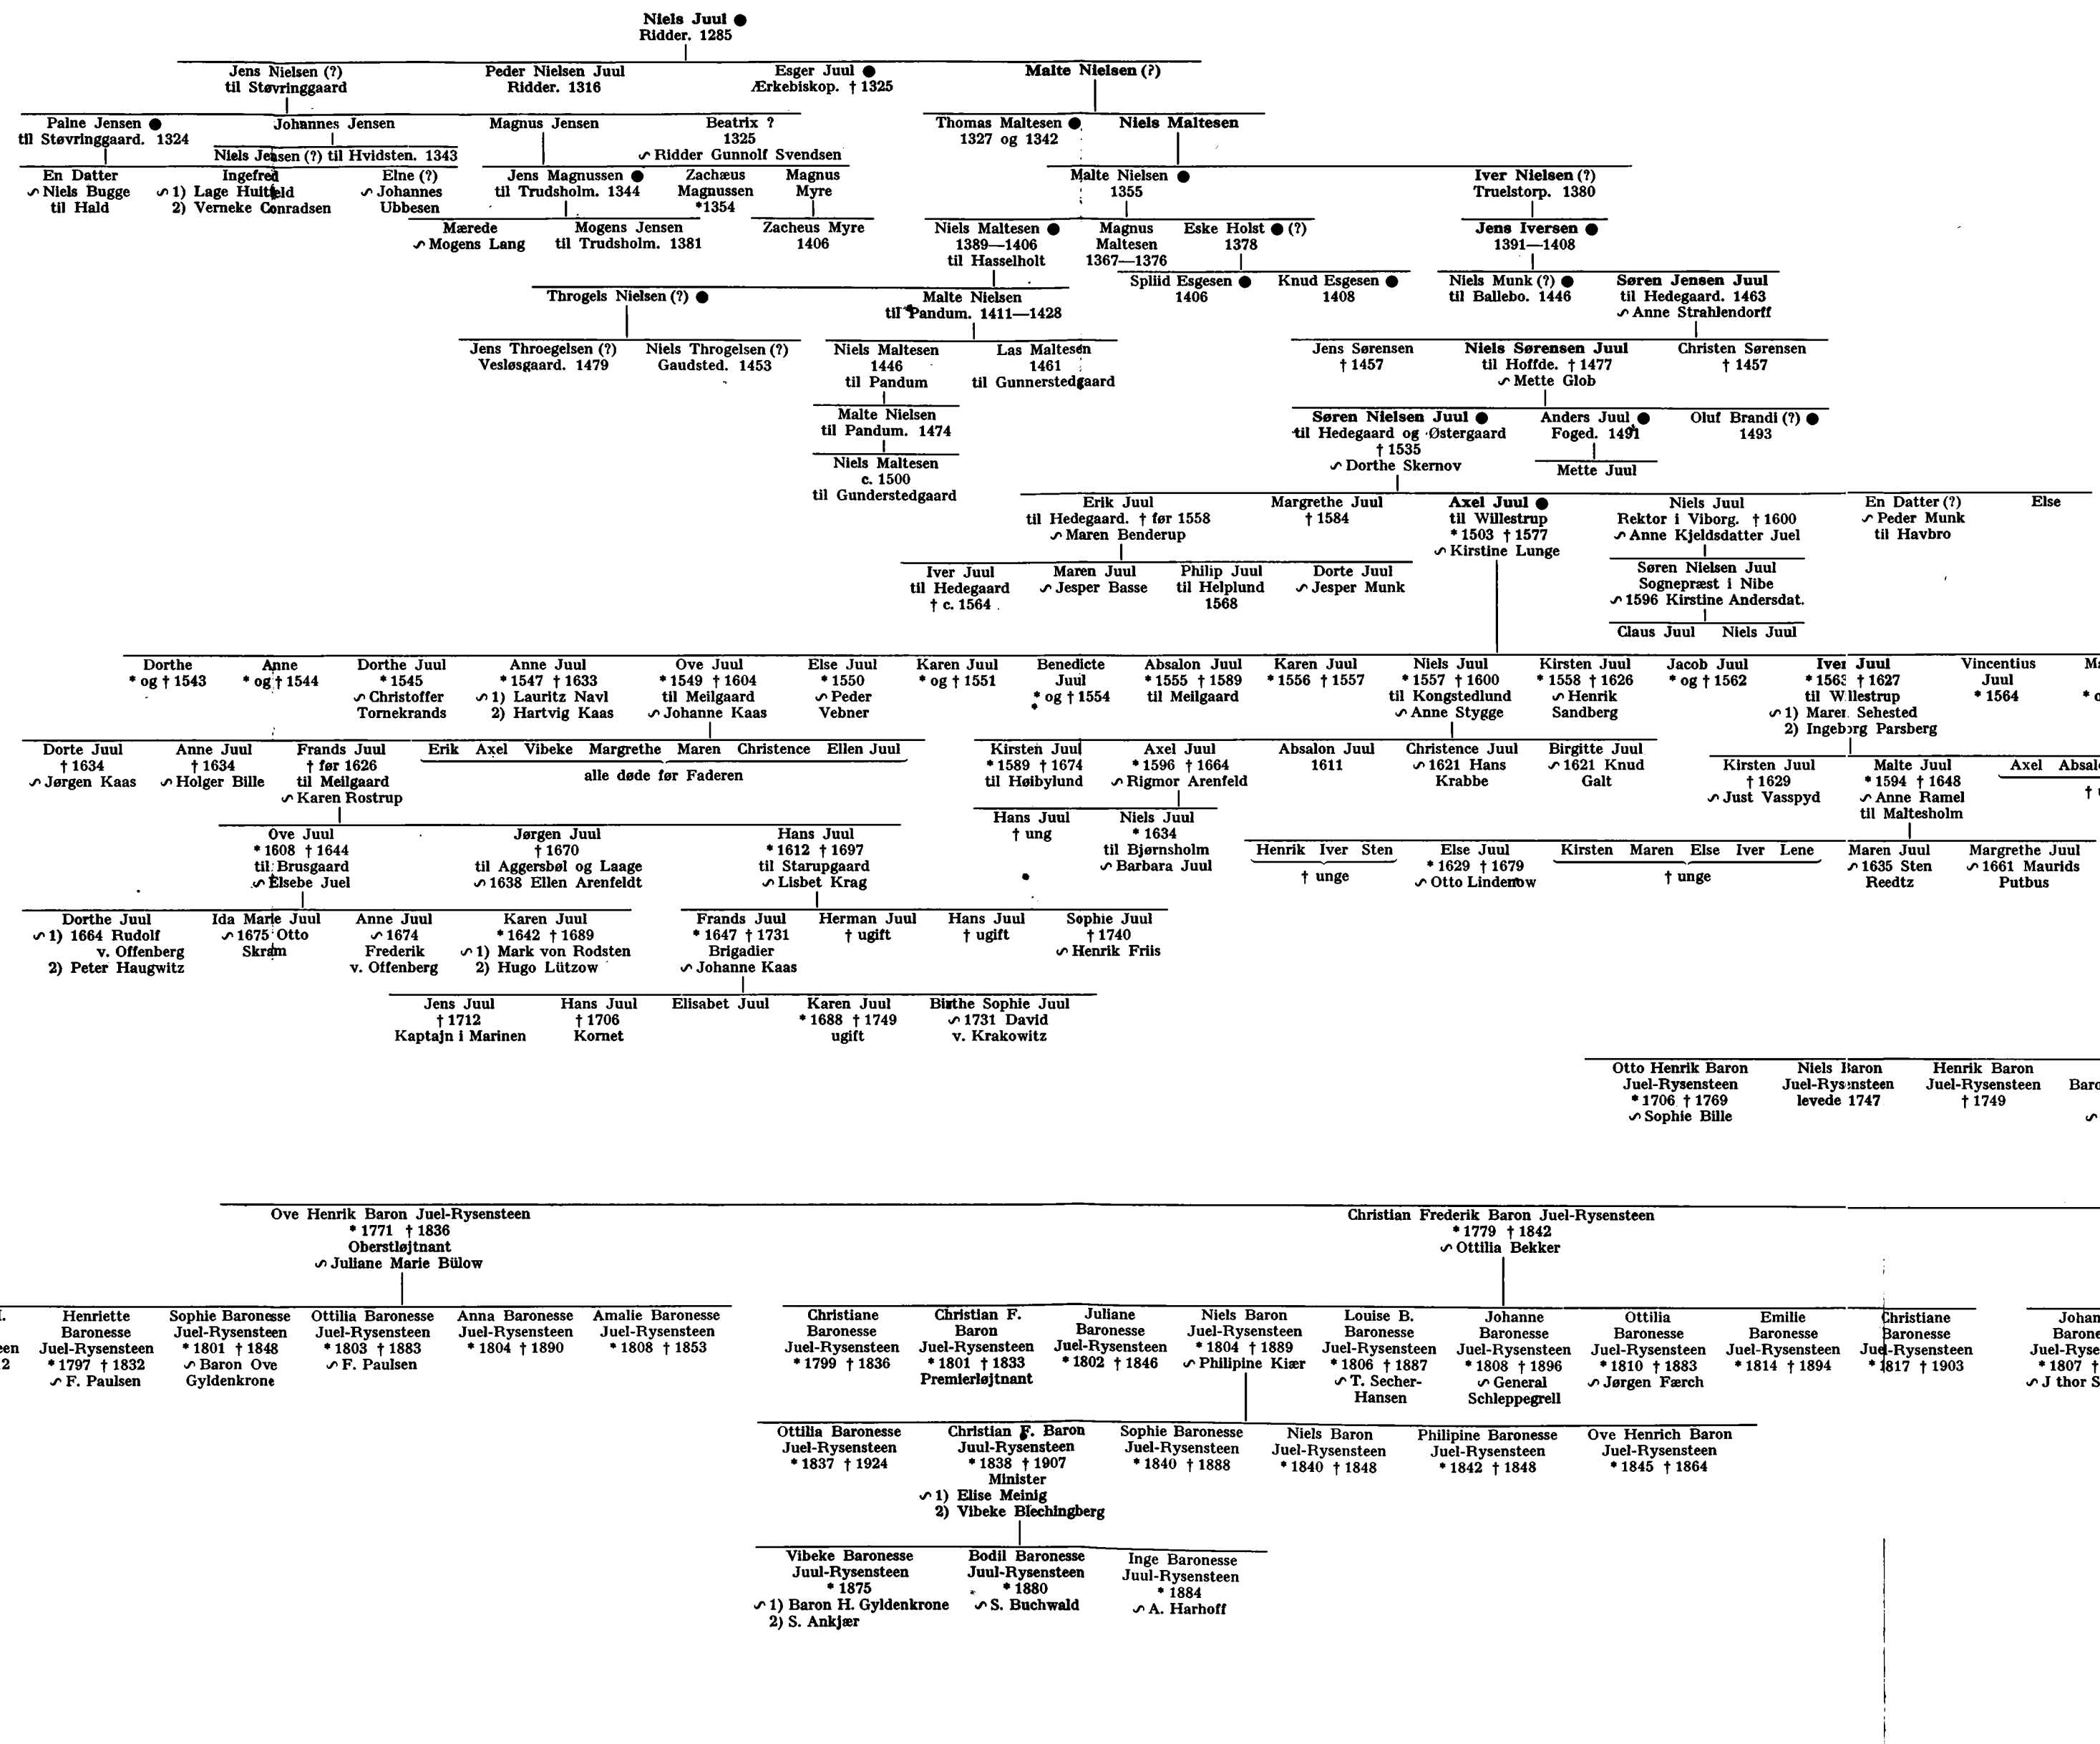 Niels Juul ●
Ridder. 1285
Jens Nielsen (?)
til Støvringgaard
Peder Nielsen Juul
Ridder. 1316
Esger Juul ●
Ærkebiskop. † 1325
Malte Nielsen (?)
Palne Jensen ●
til Støvringgaard. 1324
Johannes Jensen
Niels Jensen (?) til Hvidsten. 1343
Magnus Jensen
Beatrix ?
1325
∽ Ridder Gunnolf Svendsen
Thomas Maltesen ●
1327 og 1342
Niels Maltesen
En Datter
∽ Niels Bugge
til Hald
Ingefred
∽ 1) Lage Huitfeld
2) Verneke Conradsen
Elne (?)
∽ Johannes
Ubbesen
Jens Magnussen ●
til Trudsholm. 1344
Zachæus
Magnussen
*1354
Magnus
Myre
Malte Nielsen ●
1355
Iver Nielsen (?)
Truelstorp. 1380
Mærede
∽ Mogens Lang
Mogens Jensen
til Trudsholm. 1381
Zacheus Myre
1406
Niels Maltesen ●
1389—1406
til Hasselholt
Magnus
Maltesen
1367—1376
Eske Holst ● (?)
1378
Jens Iversen ●
1391—1408
Spliid Esgesen ●
1406
Knud Esgesen ●
1408
Niels Munk (?) ●
til Ballebo. 1446
Søren Jensen Juul
til Hedegaard. 1463
∽ Anne Strahlendorff
Throgels Nielsen (?) ●
Malte Nielsen
til Pandum. 1411—1428
Jens Throegelsen (?)
Vesløsgaard. 1479
Niels Throgelsen (?)
Gaudsted. 1453
Niels Maltesen
1446
til Pandum
Las Maltesen
1461
til Gunnerstedgaard
Jens Sørensen
† 1457
Niels Sørensen Juul
til Hoffde. † 1477
∽ Mette Glob
Christen Sørensen
† 1457
Malte Nielsen
til Pandum. 1474
Niels Maltesen
c. 1500
til Gunderstedgaard
Søren Nielsen Juul ●
til Hedegaard og Østergaard
† 1535
∽ Dorthe Skernov
Anders Juul ●
Foged. 1491
Mette Juul
Oluf Brandi (?) ●
1493
Erik Juul
til Hedegaard. † før 1558
∽ Maren Benderup
Margrethe Juul
† 1584
Axel Juul ●
til Willestrup
* 1503 † 1577
∽ Kirstine Lunge
Niels Juul
Rektor i Viborg. † 1600
∽ Anne Kjeldsdatter Juel
En Datter (?)
∽ Peder Munk
til Havbro
Else
Iver Juul
til Hedegaard
† c. 1564
Maren Juul
∽ Jesper Basse
Philip Juul
til Helplund
1568
Dorte Juul
∽ Jesper Munk
Søren Nielsen Juul
Sognepræst i Nibe
∽ 1596 Kirstine Andersdat.
Claus Juul Niels Juul
Dorthe
* og † 1543
Anne
* og † 1544
Dorthe Juul
* 1545
∽ Christoffer
Tornekrands
Anne Juul
* 1547 † 1633
∽ 1) Lauritz Navl
2) Hartvig Kaas
Ove Juul
* 1549 † 1604
til Meilgaard
∽ Johanne Kaas
Else Juul
* 1550
∽ Peder
Vebner
Karen Juul
* og † 1551
Benedicte
Juul
* og † 1554
Absalon Juul
* 1555 † 1589
til Meilgaard
Karen Juul
* 1556 † 1557
Niels Juul
* 1557 † 1600
til Kongstedlund
∽ Anne Stygge
Kirsten Juul
* 1558 † 1626
∽ Henrik
Sandberg
Jacob Juul
* og † 1562
Iver Juul
* 1563 † 1627
til Willestrup
∽ 1) Maren Sehested
2) Ingeborg Parsberg
Vincentius
Juul
* 1564
Dorte Juul
† 1634
∽ Jørgen Kaas
Anne Juul
† 1634
∽ Holger Bille
Frands Juul
† før 1626
til Meilgaard
∽ Karen Rostrup
Erik Axel Vibeke Margrethe Maren Christence Ellen Juul
alle døde før Faderen
Kirsten Juul
* 1589 † 1674
til Høibylund
Axel Juul
* 1596 † 1664
∽ Rigmor Arenfeld
Absalon Juul
1611
Christence Juul
∽ 1621 Hans
Krabbe
Birgitte Juul
∽ 1621 Knud
Galt
Kirsten Juul
† 1629
∽ Just Vasspyd
Malte Juul
* 1594 † 1648
∽ Anne Ramel
til Maltesholm
Axel
Ove Juul
* 1608 † 1644
til Brusgaard
∽ Elsebe Juel
Jørgen Juul
† 1670
til Aggersbøl og Laage
∽ 1638 Ellen Arenfeldt
Hans Juul
* 1612 † 1697
til Starupgaard
∽ Lisbet Krag
Hans Juul
† ung
Niels Juul
* 1634
til Bjørnsholm
∽ Barbara Juul
Henrik Iver Sten
† unge
Else Juul
* 1629 † 1679
∽ Otto Lindenow
Kirsten Maren Else Iver Lene
† unge
Maren Juul
∽ 1635 Sten
Reedtz
Margrethe Juul
∽ 1661 Maurids
Putbus
Dorthe Juul
∽ 1) 1664 Rudolf
v. Offenberg
2) Peter Haugwitz
Ida Marie Juul
∽ 1675 Otto
Skram
Anne Juul
∽ 1674
Frederik
v. Offenberg
Karen Juul
* 1642 † 1689
∽ 1) Mark von Rodsten
2) Hugo Lützow
Frands Juul
* 1647 † 1731
Brigadier
∽ Johanne Kaas
Herman Juul
† ugift
Hans Juul
† ugift
Sophie Juul
† 1740
∽ Henrik Friis
Jens Juul
† 1712
Kaptajn i Marinen
Hans Juul
† 1706
Kornet
Elisabet Juul
Karen Juul
* 1688 † 1749
ugift
Birthe Sophie Juul
∽ 1731 David
v. Krakowitz
Otto Henrik Baron
Juel-Rysensteen
* 1706 † 1769
∽ Sophie Bille
Niels Baron
Juel-Rysensteen
levede 1747
Henrik Baron
Juel-Rysensteen
† 1749
Ove Henrik Baron Juel-Rysensteen
* 1771 † 1836
Oberstløjtnant
∽ Juliane Marie Bülow
Christian Frederik Baron Juel-Rysensteen
* 1779 † 1842
∽ Ottilia Bekker
Henriette
Baronesse
Juel-Rysensteen
* 1797 † 1832
∽ F. Paulsen
Sophie Baronesse
Juel-Rysensteen
* 1801 † 1848
∽ Baron Ove
Gyldenkrone
Ottilia Baronesse
Juel-Rysensteen
* 1803 † 1883
∽ F. Paulsen
Anna Baronesse
Juel-Rysensteen
* 1804 † 1890
Amalie Baronesse
Juel-Rysensteen
* 1808 † 1853
Christiane
Baronesse
Juel-Rysensteen
* 1799 † 1836
Christian F.
Baron
Juel-Rysensteen
* 1801 † 1833
Premierløjtnant
Juliane
Baronesse
Juel-Rysensteen
* 1802 † 1846
Niels Baron
Juel-Rysensteen
* 1804 † 1889
∽ Philipine Kiær
Louise B.
Baronesse
Juel-Rysensteen
* 1806 † 1887
∽ T. Secher-
Hansen
Johanne
Baronesse
Juel-Rysensteen
* 1808 † 1896
∽ General
Schleppegrell
Ottilia
Baronesse
Juel-Rysensteen
* 1810 † 1883
∽ Jørgen Færch
Emilie
Baronesse
Juel-Rysensteen
* 1814 † 1894
Christiane
Baronesse
Juel-Rysensteen
* 1817 † 1903
* 1807 †
∽ J thor
Ottilia Baronesse
Juel-Rysensteen
* 1837 † 1924
Christian F. Baron
Juul-Rysensteen
* 1838 † 1907
Minister
∽ 1) Elise Meinig
2) Vibeke Blechingberg
Sophie Baronesse
Juel-Rysensteen
* 1840 † 1888
Niels Baron
Juel-Rysensteen
* 1840 † 1848
Philipine Baronesse
Juel-Rysensteen
* 1842 † 1848
Ove Henrich Baron
Juel-Rysensteen
* 1845 † 1864
Vibeke Baronesse
Juul-Rysensteen
* 1875
∽ 1) Baron H. Gyldenkrone
2) S. Ankjær
Bodil Baronesse
Juul-Rysensteen
* 1880
∽ S. Buchwald
Inge Baronesse
Juul-Rysensteen
* 1884
∽ A. Harhoff